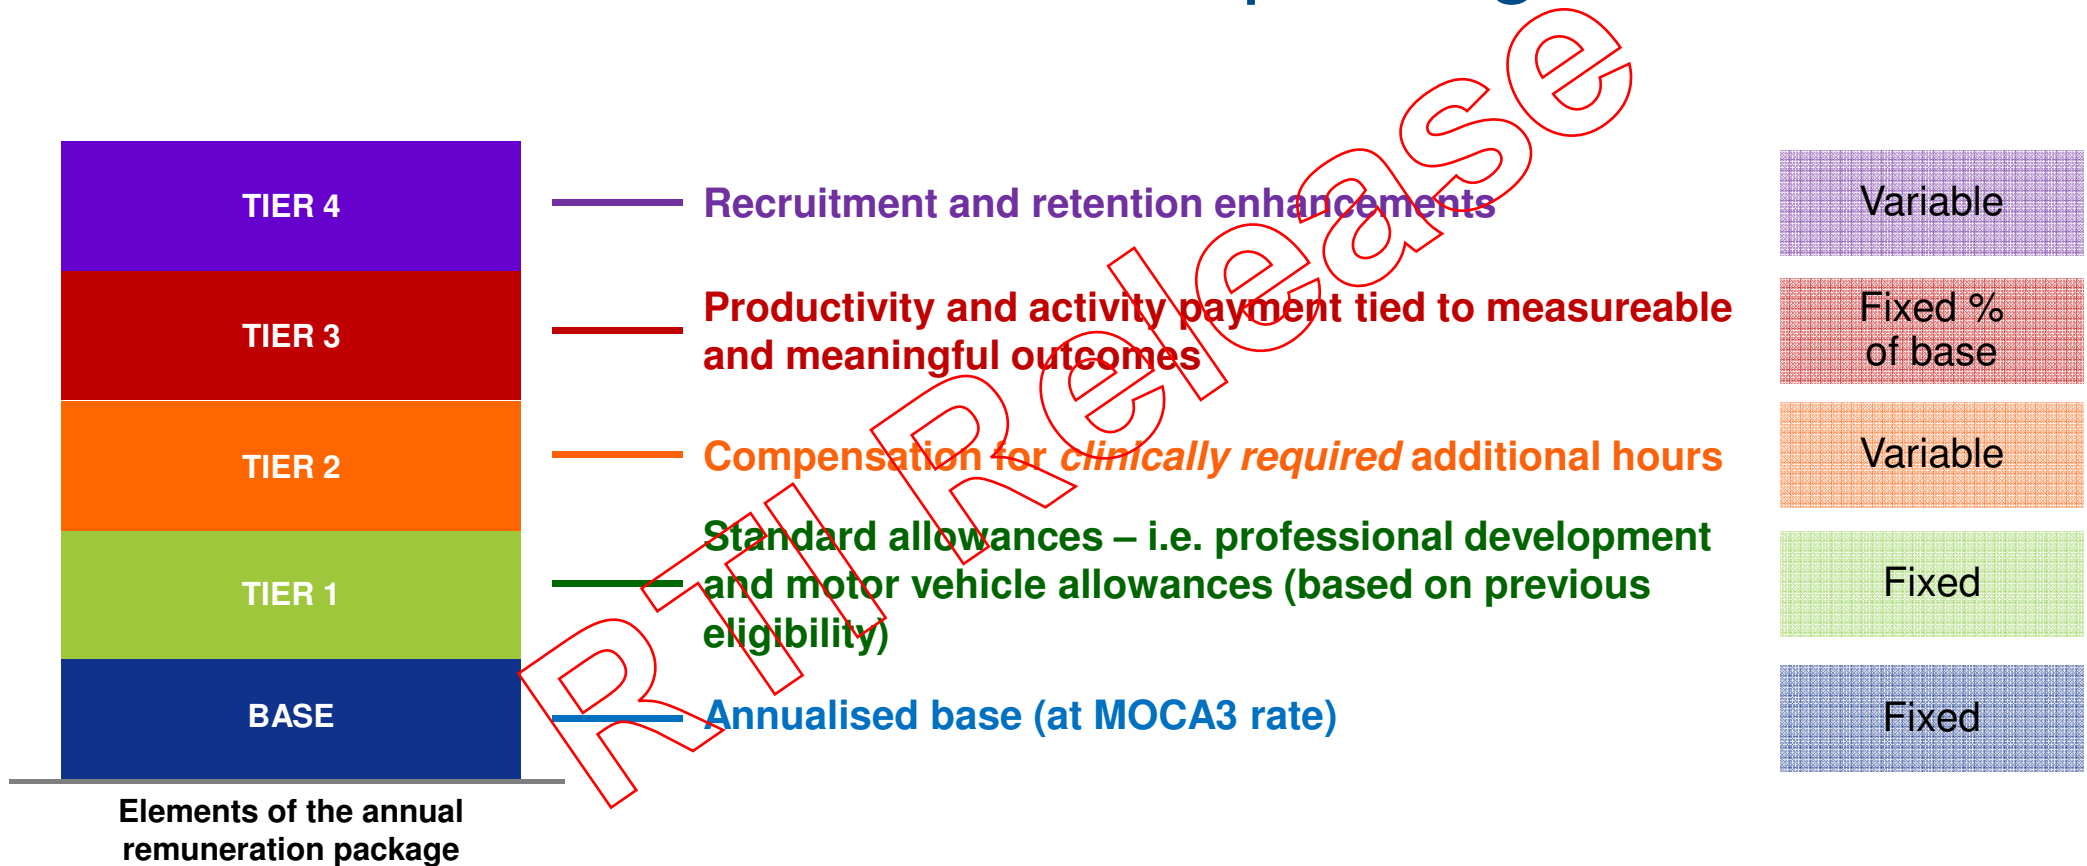 TIER 4
Recruitment and retention enhancements
Variable
TIER 3
Productivity and activity payment tied to measureable
and meaningful outcomes
Fixed %
of base
TIER 2
Compensation for clinically required additional hours
Variable
TIER 1
Standard allowances – i.e. professional development
and motor vehicle allowances (based on previous
eligibility)
Fixed
BASE
Annualised base (at MOCA3 rate)
Fixed
Elements of the annual
remuneration package
RTI Release